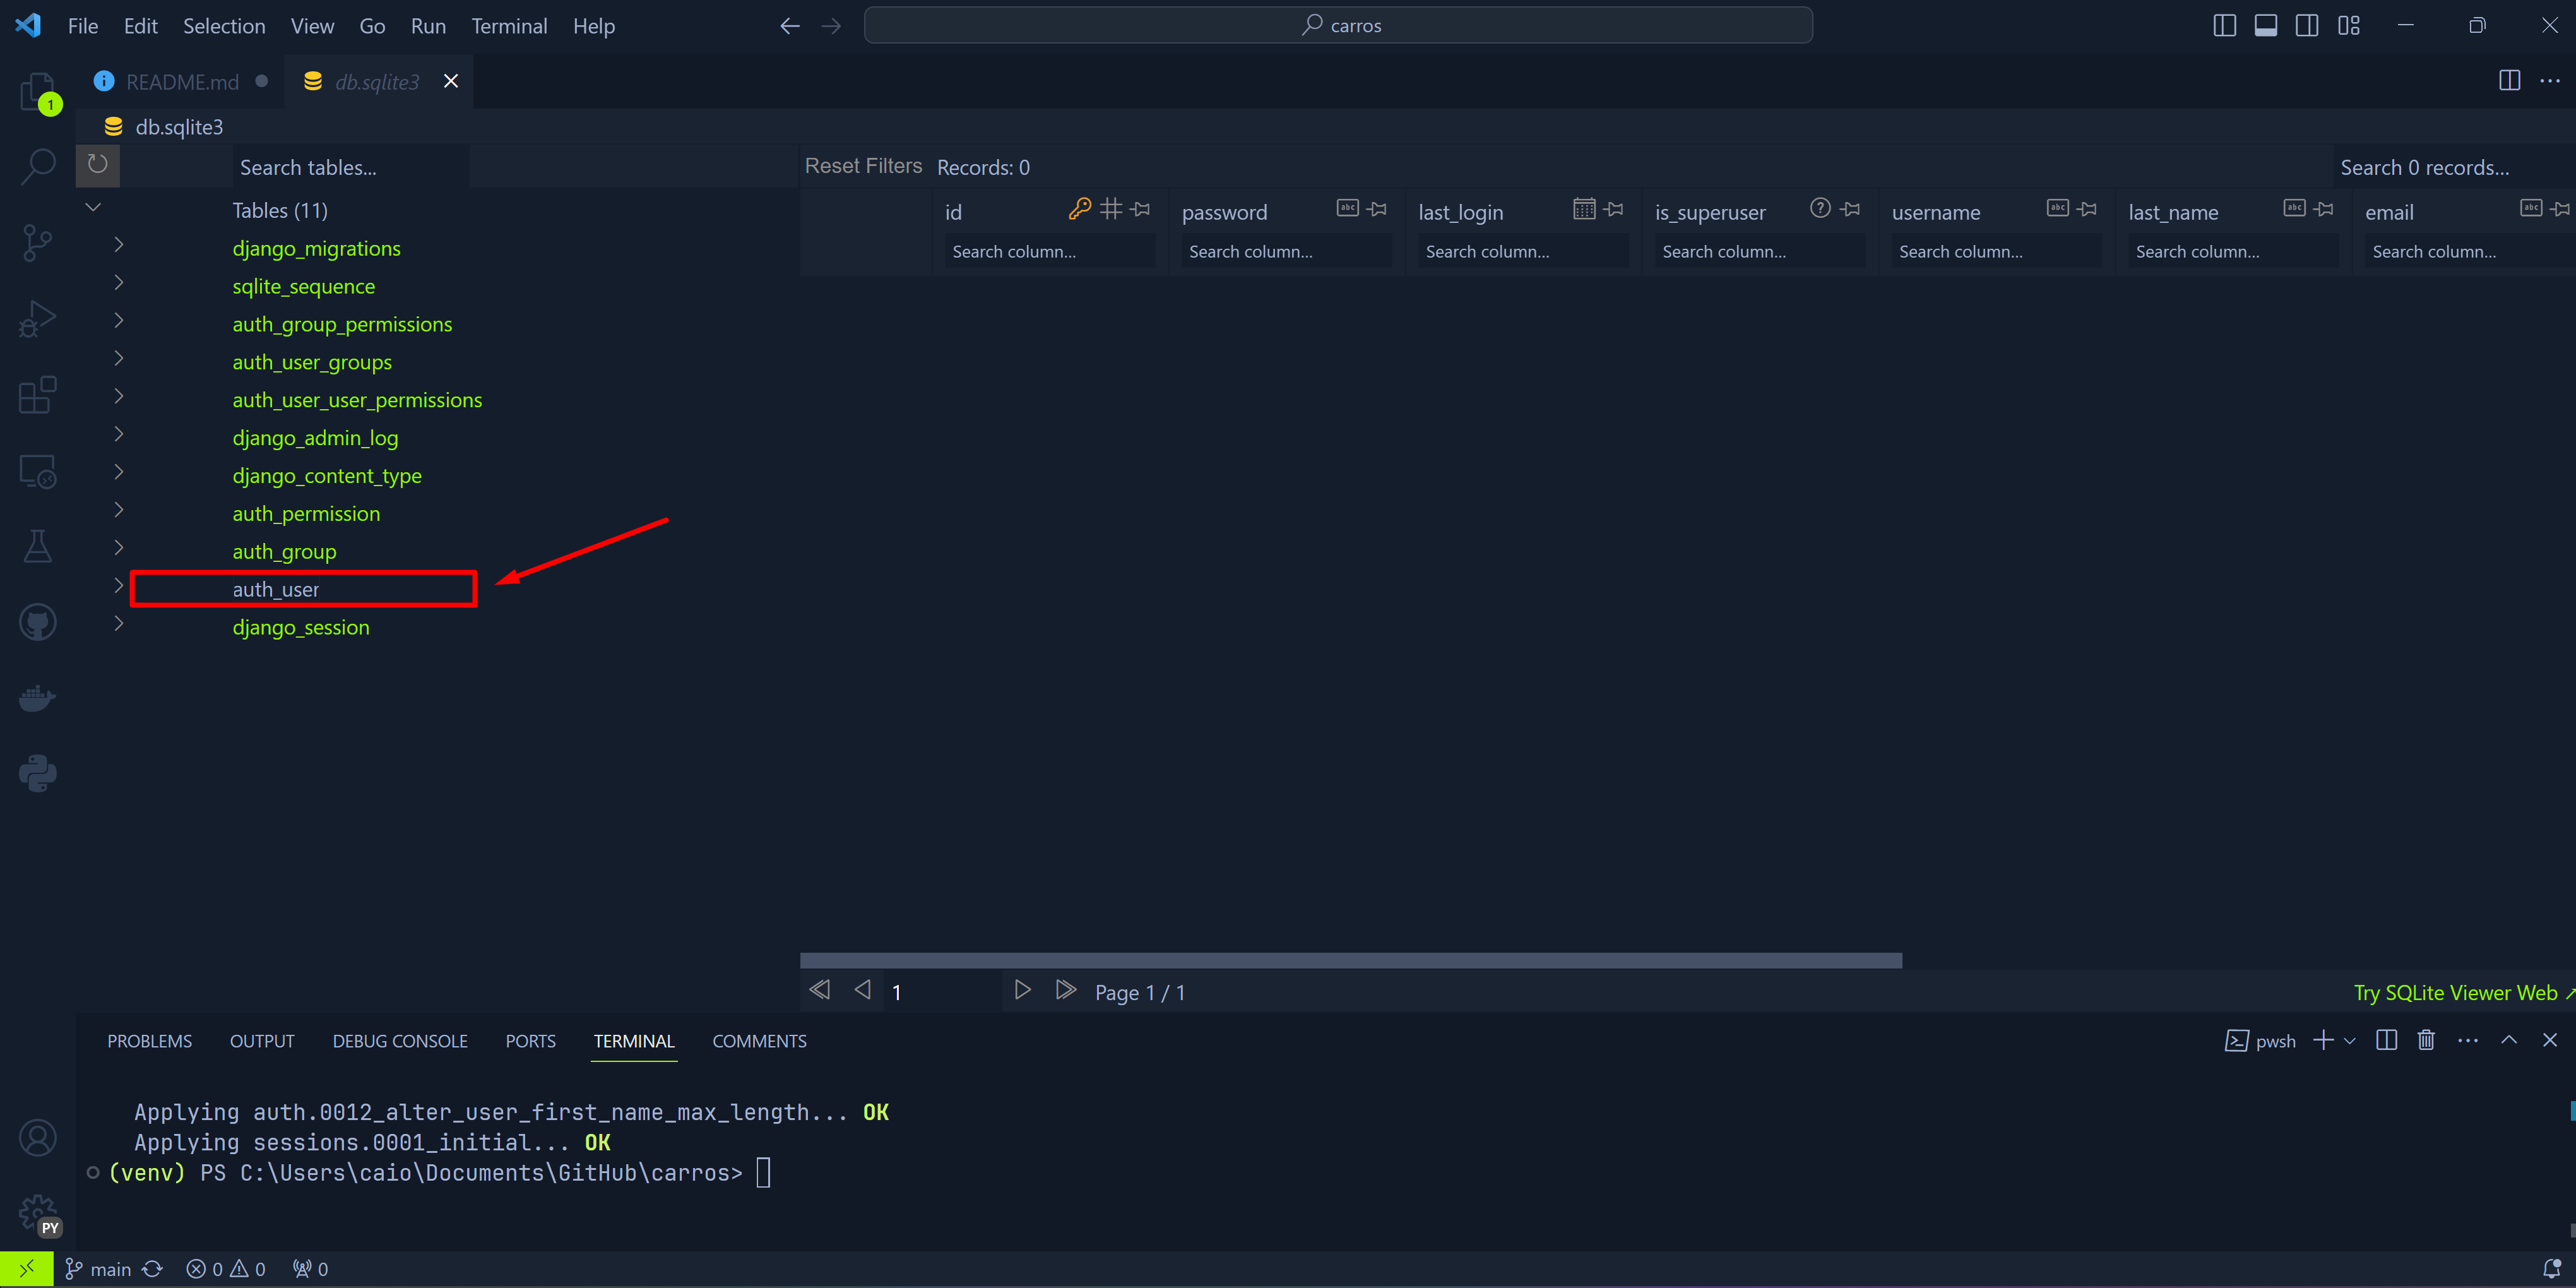 File Edit Selection View Go Run Terminal Help carros
README.md db.sqlite3
db.sqlite3
Search tables... Reset Filters Records: 0 Search 0 records...
Tables (11)
id password last_login is_superuser username last_name email
abc abc abc abc
Search column... Search column... Search column... Search column... Search column... Search column... Search column...
django_migrations
sqlite_sequence
auth_group_permissions
auth_user_groups
auth_user_user_permissions
django_admin_log
django_content_type
auth_permission
auth_group
auth_user
django_session
1 Page 1 / 1 Try SQLite Viewer Web
PROBLEMS OUTPUT DEBUG CONSOLE PORTS TERMINAL COMMENTS pwsh
Applying auth.0012_alter_user_first_name_max_length... OK
Applying sessions.0001_initial... OK
(venv) PS C:\Users\caio\Documents\GitHub\carros>
1
PY
main 0 0 0